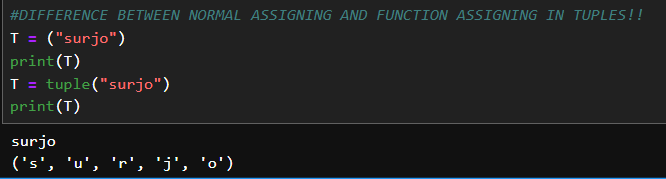 #DIFFERENCE BETWEEN NORMAL ASSIGNING AND FUNCTION ASSIGNING IN TUPLES!!
T = ("surjo")
print(T)
T = tuple("surjo")
print(T)
surjo
('s', 'u', 'r', 'j', 'o')